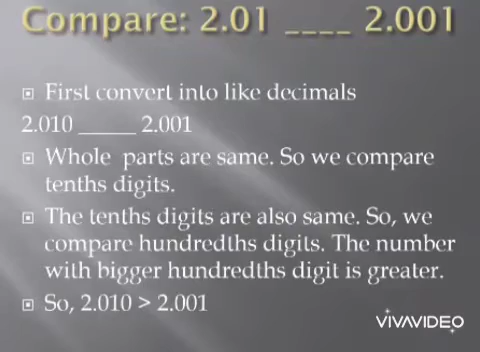 Compare: 2.01 ____ 2.001
First convert into like decimals
2.010 _____ 2.001
Whole parts are same. So we compare
tenths digits.
The tenths digits are also same. So, we
compare hundredths digits. The number
with bigger hundredths digit is greater.
So, 2.010 > 2.001
VIVAVIDEO